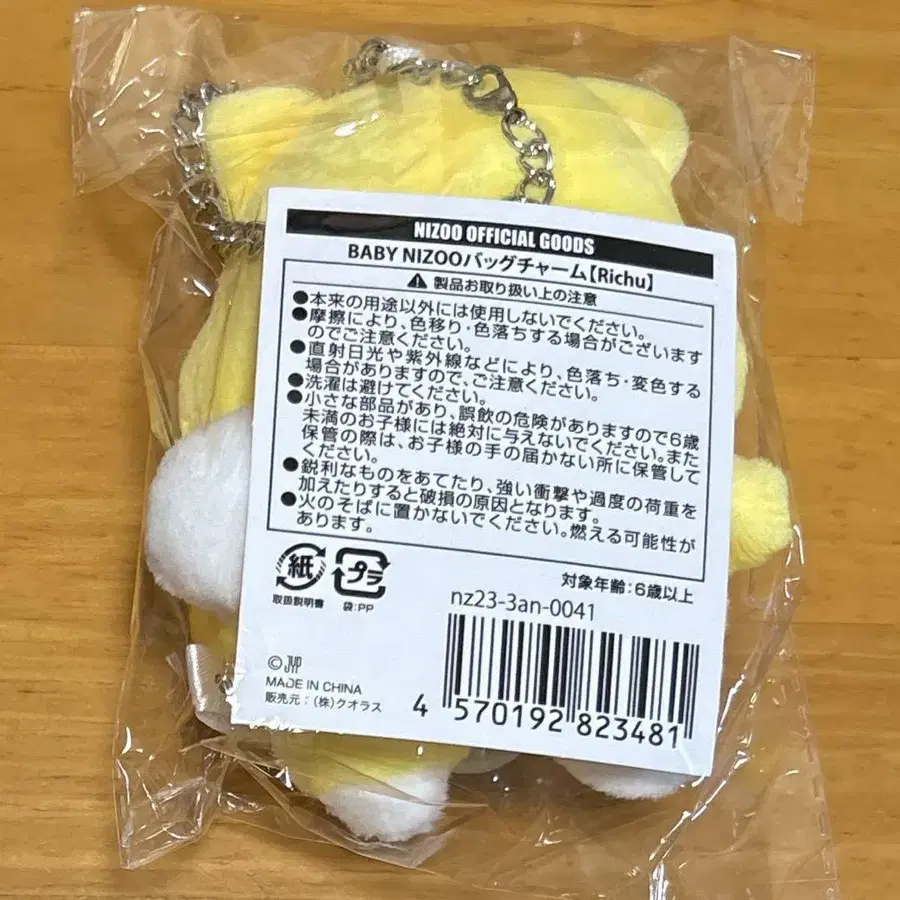 NIZOO OFFICIAL GOODS
BABY NIZOOバッグチャーム【Richu】
⚠ 製品お取り扱い上の注意
●本来の用途以外には使用しないでください。
●摩擦により、色移り・色落ちする場合がございます
のでご注意ください。
●直射日光や紫外線などにより、色落ち・変色する
場合がありますので、ご注意ください。
●洗濯は避けてください。
●小さな部品があり、誤飲の危険がありますので6歳
未満のお子様には絶対に与えないでください。また
保管の際は、お子様の手の届かない所に保管して
ください。
●鋭利なものをあてたり、強い衝撃や過度の荷重を
加えたりすると破損の原因となります。
●火のそばに置かないでください。燃える可能性が
あります。
対象年齢:6歳以上
紙
プラ
取扱説明書
袋:PP
nz23-3an-0041
© JYP
MADE IN CHINA
販売元:(株)クオラス
4 570192 823481